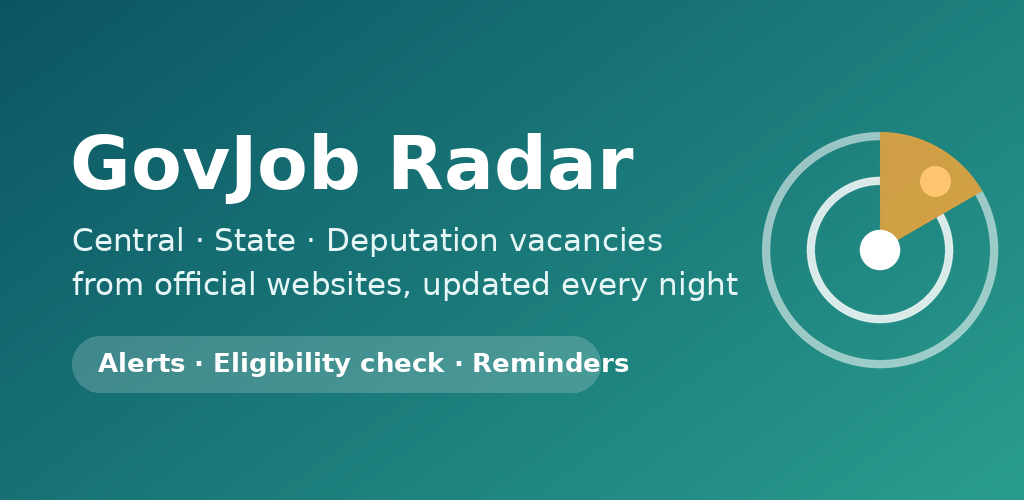 GovJob Radar
Central · State · Deputation vacancies
from official websites, updated every night
Alerts · Eligibility check · Reminders